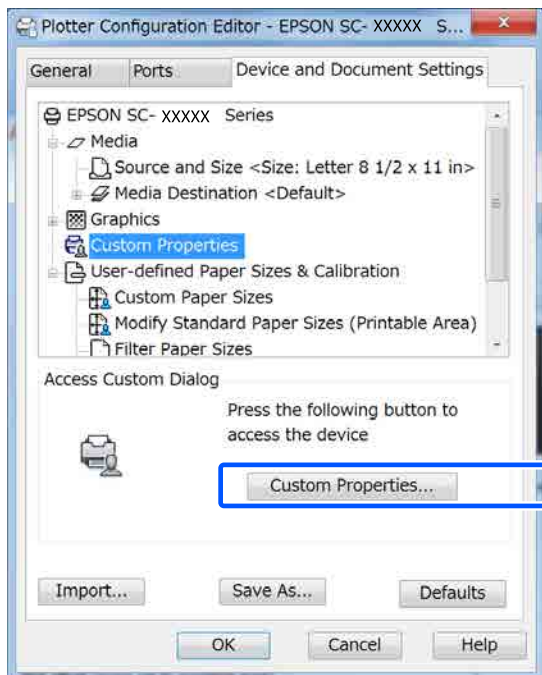 Plotter Configuration Editor - EPSON SC- XXXXX S...
General Ports Device and Document Settings
EPSON SC- XXXXX Series
Media
Source and Size <Size: Letter 8 1/2 x 11 in>
Media Destination <Default>
Graphics
Custom Properties
User-defined Paper Sizes & Calibration
Custom Paper Sizes
Modify Standard Paper Sizes (Printable Area)
Filter Paper Sizes
Access Custom Dialog
Press the following button to
access the device
Custom Properties...
Import... Save As... Defaults
OK Cancel Help